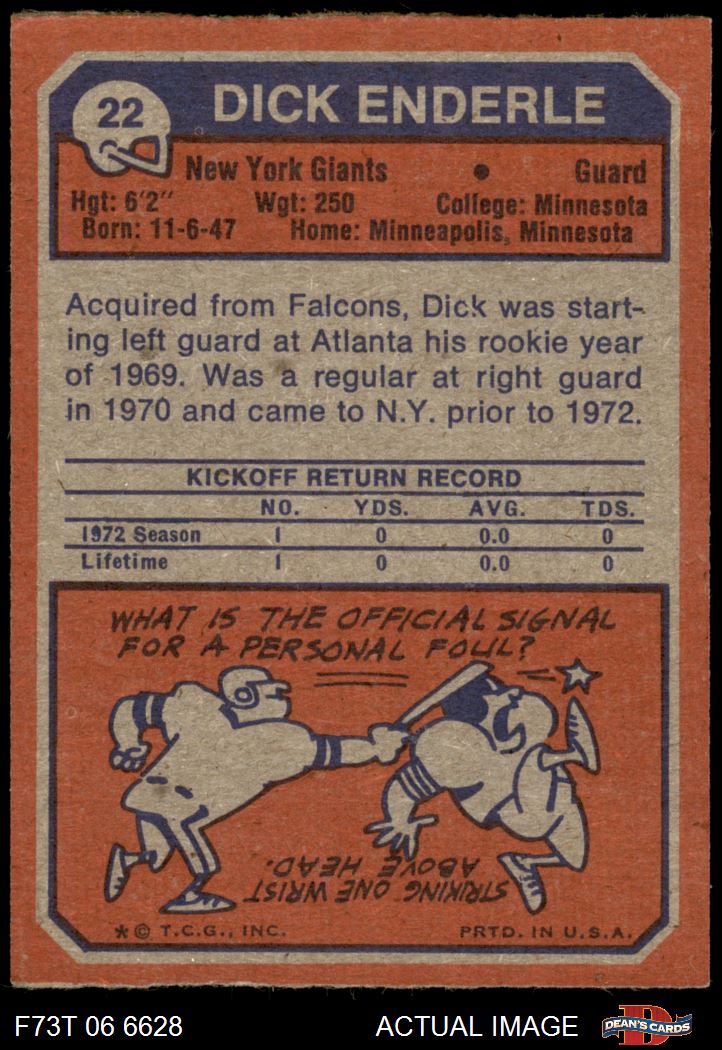 22
DICK ENDERLE
New York Giants • Guard
Hgt: 6'2" Wgt: 250 College: Minnesota
Born: 11-6-47 Home: Minneapolis, Minnesota
Acquired from Falcons, Dick was start-
ing left guard at Atlanta his rookie year
of 1969. Was a regular at right guard
in 1970 and came to N.Y. prior to 1972.
KICKOFF RETURN RECORD
NO. YDS. AVG. TDS.
1972 Season 1 0 0.0 0
Lifetime 1 0 0.0 0
WHAT IS THE OFFICIAL SIGNAL
FOR A PERSONAL FOUL?
STRIKING ONE WRIST
ABOVE HEAD.
* © T.C.G., INC. PRTD. IN U.S.A.
F73T 06 6628 ACTUAL IMAGE
D
DEAN'S CARDS